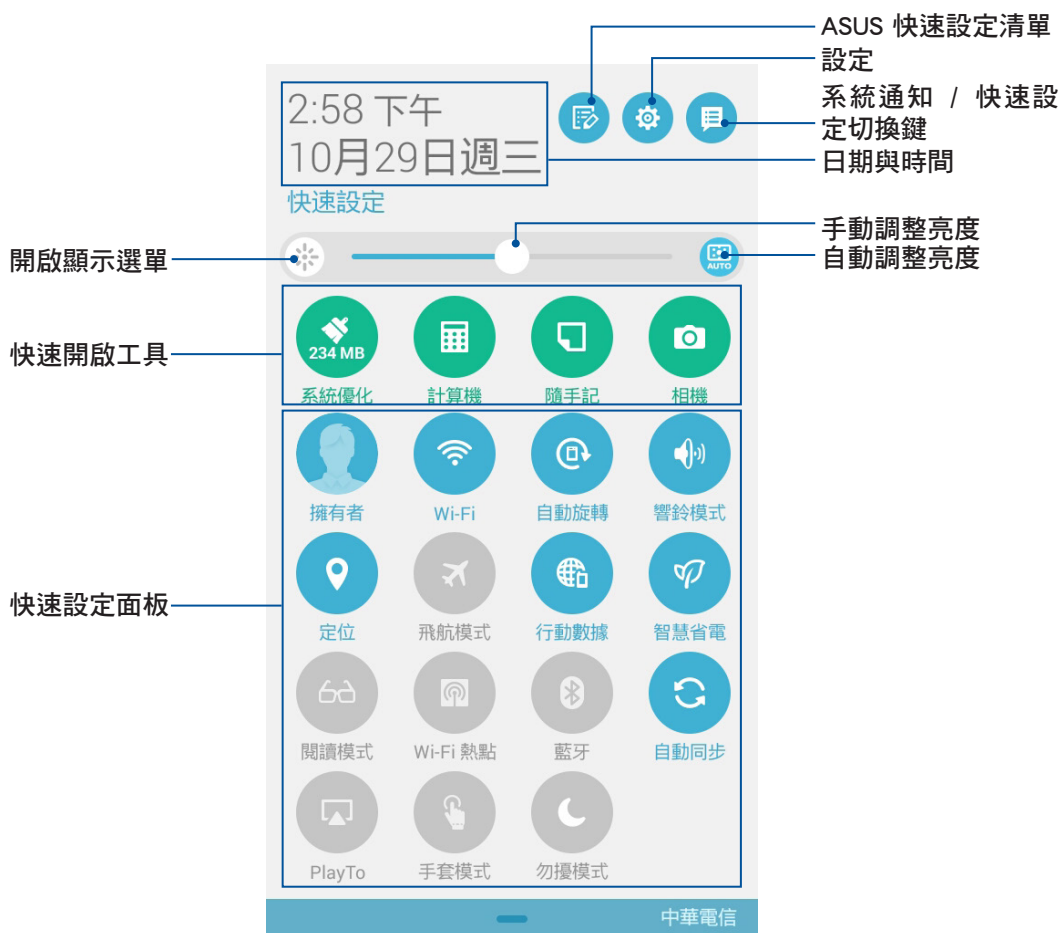 ASUS 快速設定清單
設定
系統通知 / 快速設
定切換鍵
日期與時間
2:58 下午
10月29日週三
快速設定
手動調整亮度
開啟顯示選單
自動調整亮度
AUTO
快速開啟工具
234 MB
系統優化 計算機 隨手記 相機
擁有者 Wi-Fi 自動旋轉 響鈴模式
快速設定面板
定位 飛航模式 行動數據 智慧省電
閱讀模式 Wi-Fi 熱點 藍牙 自動同步
PlayTo 手套模式 勿擾模式
中華電信